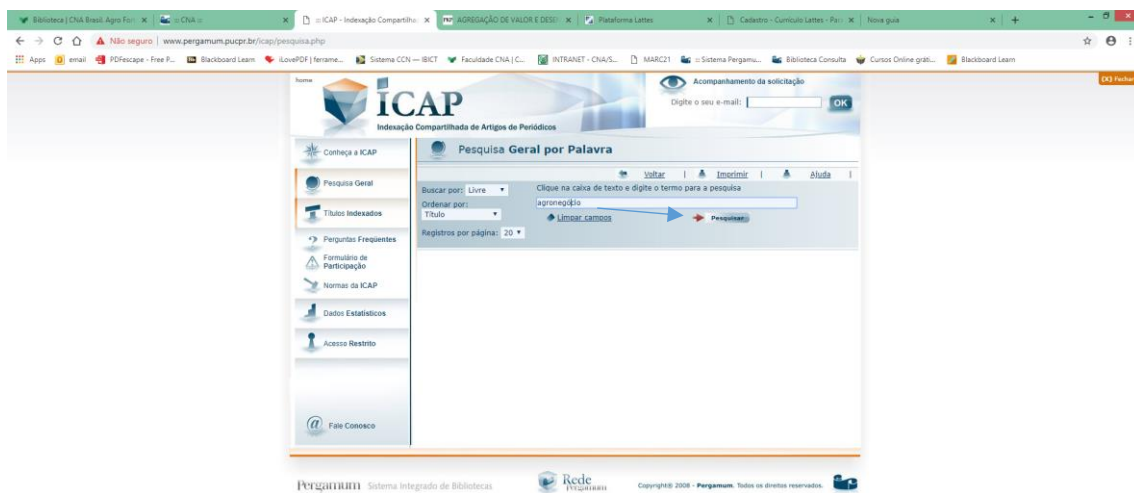 Biblioteca | CNA Brasil, Agro For
:: CNA ::
:: ICAP - Indexação Compartilha
AGREGAÇÃO DE VALOR E DESE
Plataforma Lattes
Cadastro - Currículo Lattes - Par
Nova guia
Não seguro | www.pergamum.pucpr.br/icap/pesquisa.php
Apps
email
PDFescape - Free P...
Blackboard Learn
iLovePDF | ferrame...
Sistema CCN — IBICT
Faculdade CNA | C...
INTRANET - CNA/S...
MARC21
:: Sistema Pergamu...
Biblioteca Consulta
Cursos Online gráti...
Blackboard Learn
home
Acompanhamento da solicitação
(X) Fechar
ICAP
Digite o seu e-mail:
OK
Indexação Compartilhada de Artigos de Periódicos
Conheça a ICAP
Pesquisa Geral por Palavra
Voltar | Imprimir | Ajuda |
Pesquisa Geral
Buscar por: Livre
Clique na caixa de texto e digite o termo para a pesquisa
Ordenar por:
agronegócio
Título
Limpar campos
Pesquisar
Registros por página: 20
Títulos Indexados
Perguntas Freqüentes
Formulário de
Participação
Normas da ICAP
Dados Estatísticos
Acesso Restrito
@ Fale Conosco
Pergamum Sistema Integrado de Bibliotecas
Rede
Pergamum
Copyright© 2008 - Pergamum. Todos os direitos reservados.